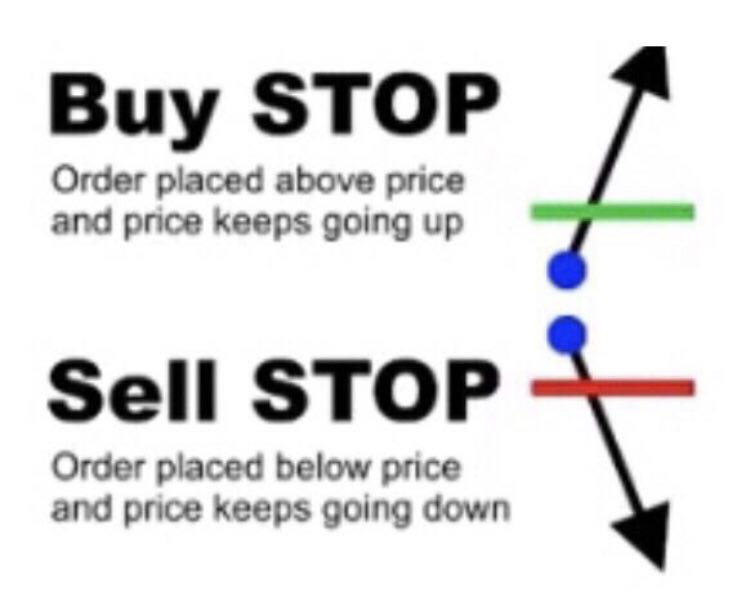 Buy STOP
Order placed above price
and price keeps going up
Sell STOP
Order placed below price
and price keeps going down